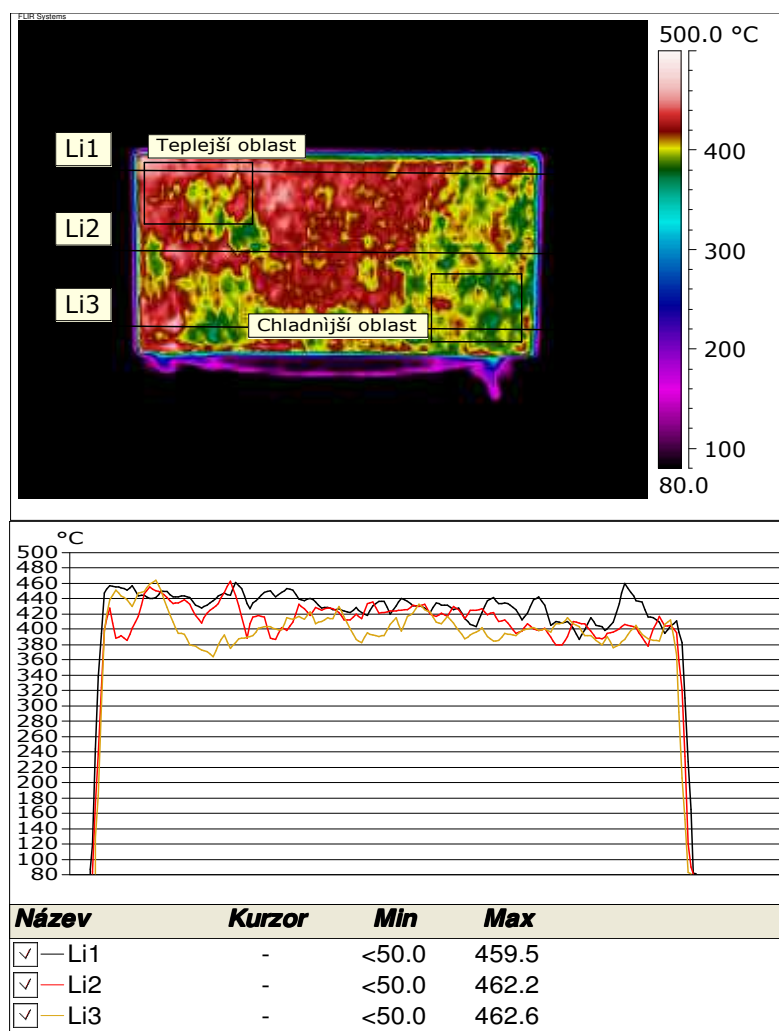 FLIR Systems
500.0 °C
Li1
Teplejší oblast
400
Li2
300
Li3
Chladnìjší oblast
200
100
80.0
°C
500
480
460
440
420
400
380
360
340
320
300
280
260
240
220
200
180
160
140
120
100
80
Název Kurzor Min Max
Li1 - <50.0 459.5
Li2 - <50.0 462.2
Li3 - <50.0 462.6